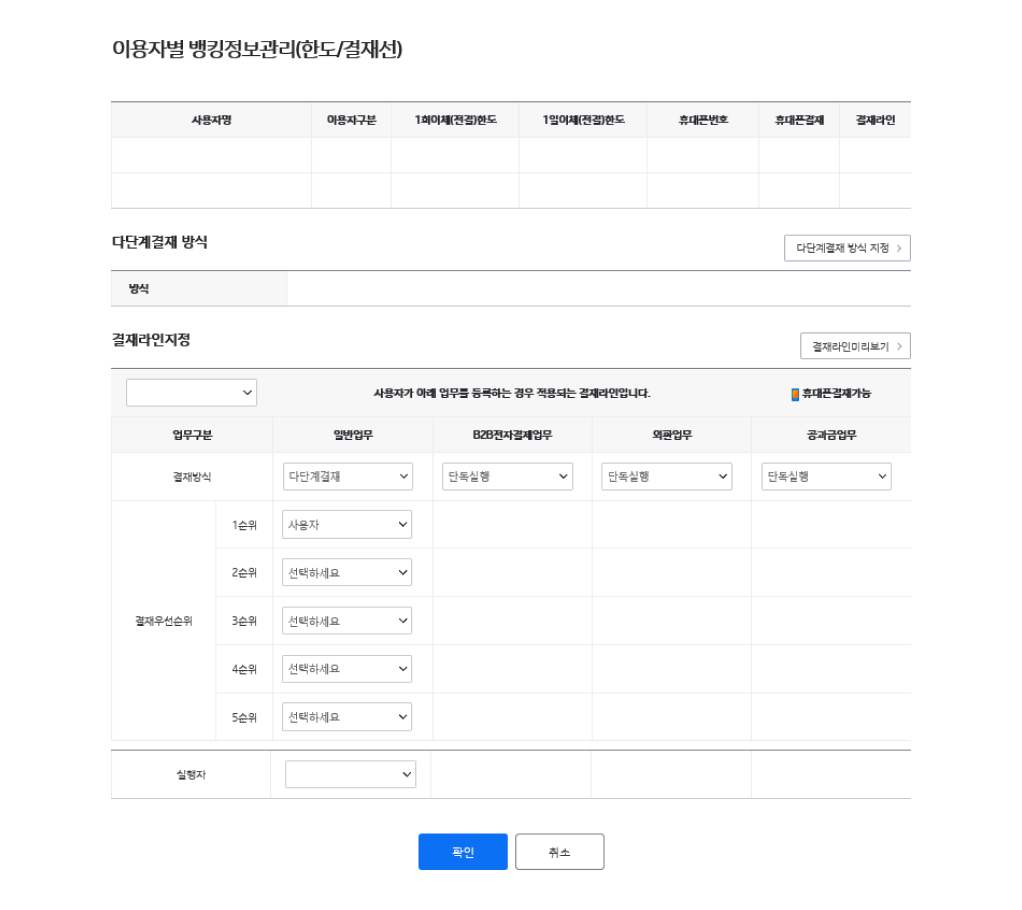 이용자별 뱅킹정보관리(한도/결재선)
사용자명 이용자구분 1회이체(전결)한도 1일이체(전결)한도 휴대폰번호 휴대폰결재 결재라인
다단계결재 방식 다단계결재 방식 지정 >
방식
결재라인지정 결재라인미리보기 >
사용자가 아래 업무를 등록하는 경우 적용되는 결재라인입니다. 휴대폰결재가능
업무구분 일반업무 B2B전자결제업무 외환업무 공과금업무
결재방식 다단계결재 단독실행 단독실행 단독실행
1순위 사용자
2순위 선택하세요
결재우선순위 3순위 선택하세요
4순위 선택하세요
5순위 선택하세요
실행자
확인 취소